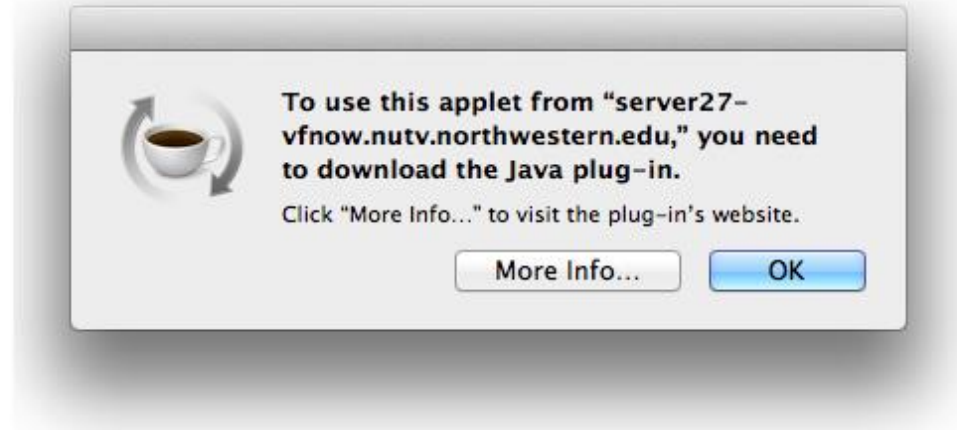 To use this applet from “server27-
vfnow.nutv.northwestern.edu,” you need
to download the Java plug-in.
Click “More Info...” to visit the plug-in’s website.
More Info... OK